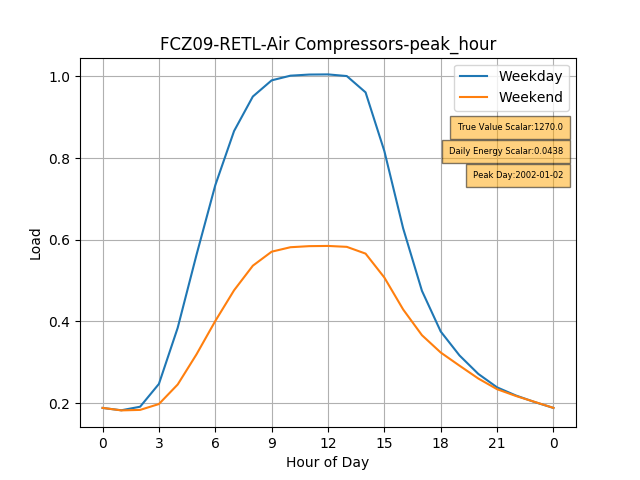 FCZ09-RETL-Air Compressors-peak_hour
Weekday
Weekend
True Value Scalar:1270.0
Daily Energy Scalar:0.0438
Peak Day:2002-01-02
Load
1.0
0.8
0.6
0.4
0.2
0 3 6 9 12 15 18 21 0
Hour of Day